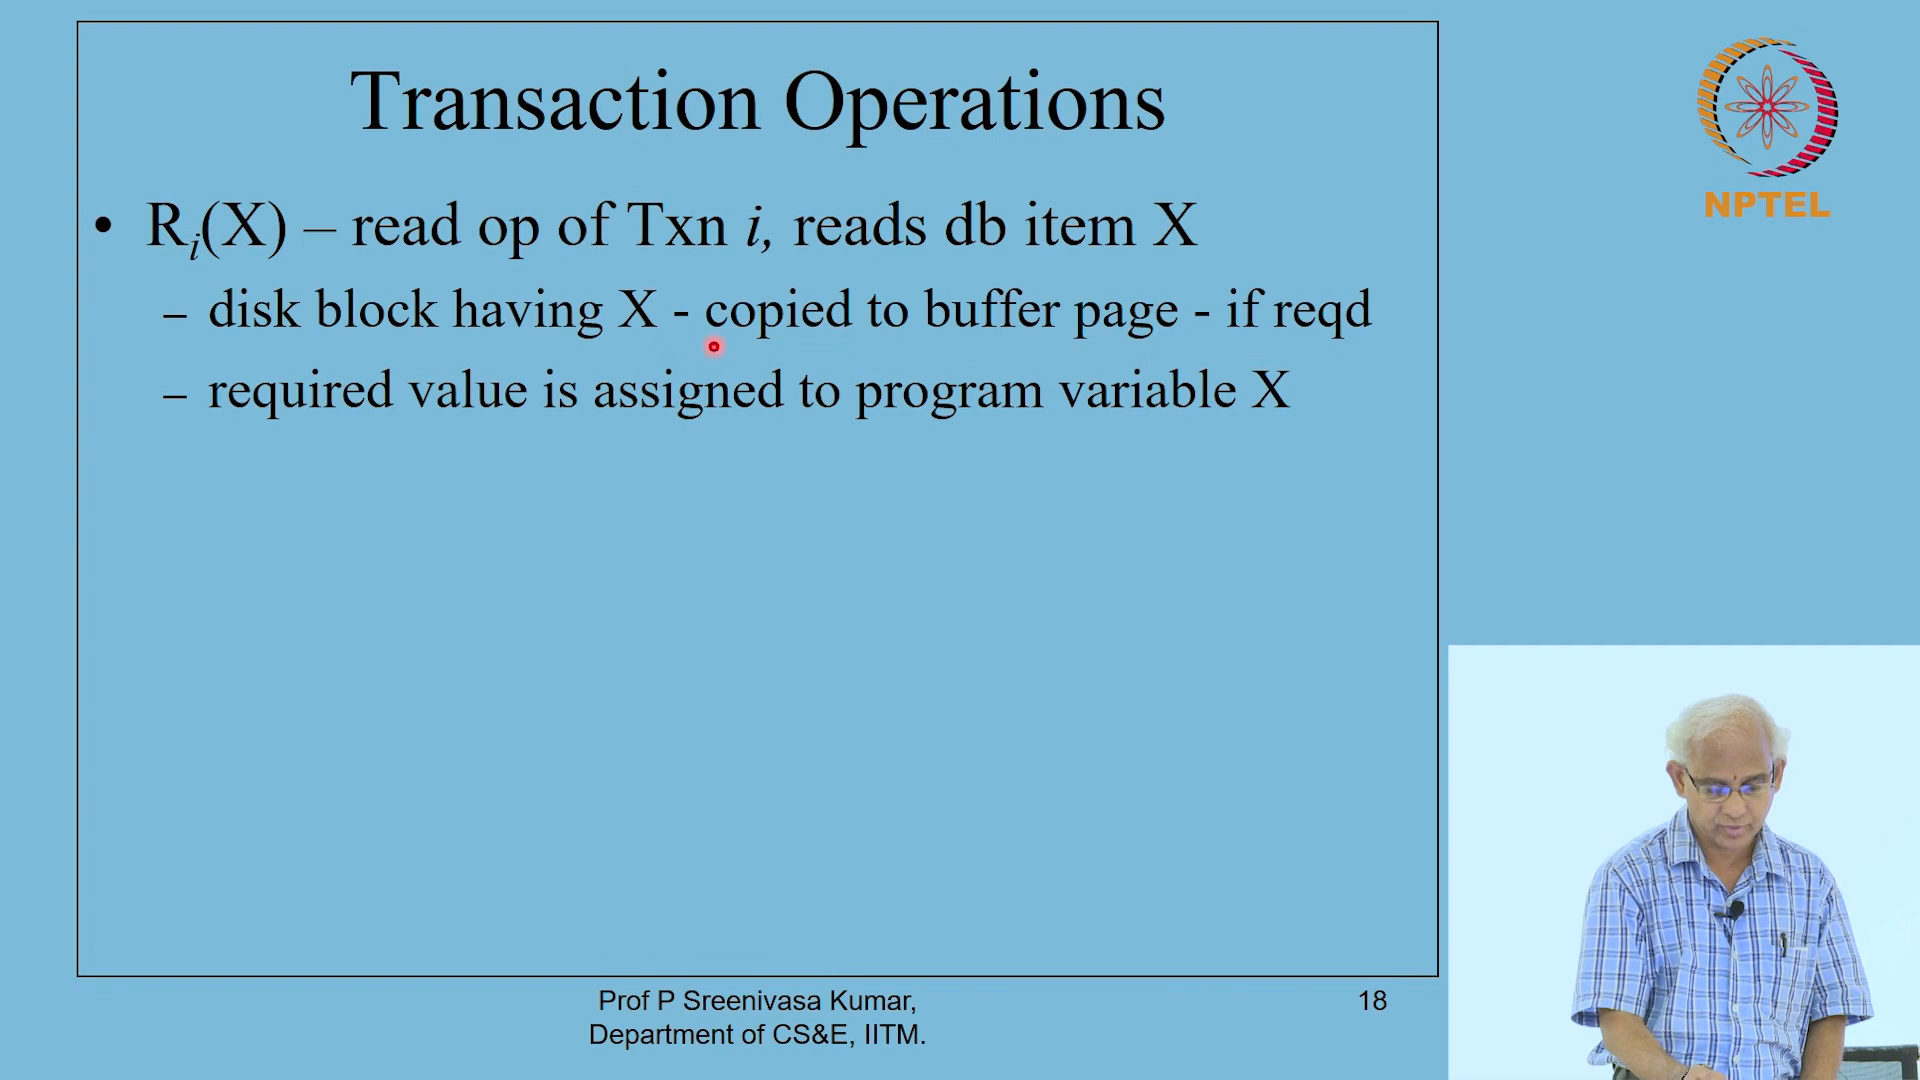 Transaction Operations
• Ri(X) – read op of Txn i, reads db item X
– disk block having X - copied to buffer page - if reqd
– required value is assigned to program variable X
NPTEL
Prof P Sreenivasa Kumar,
Department of CS&E, IITM.
18